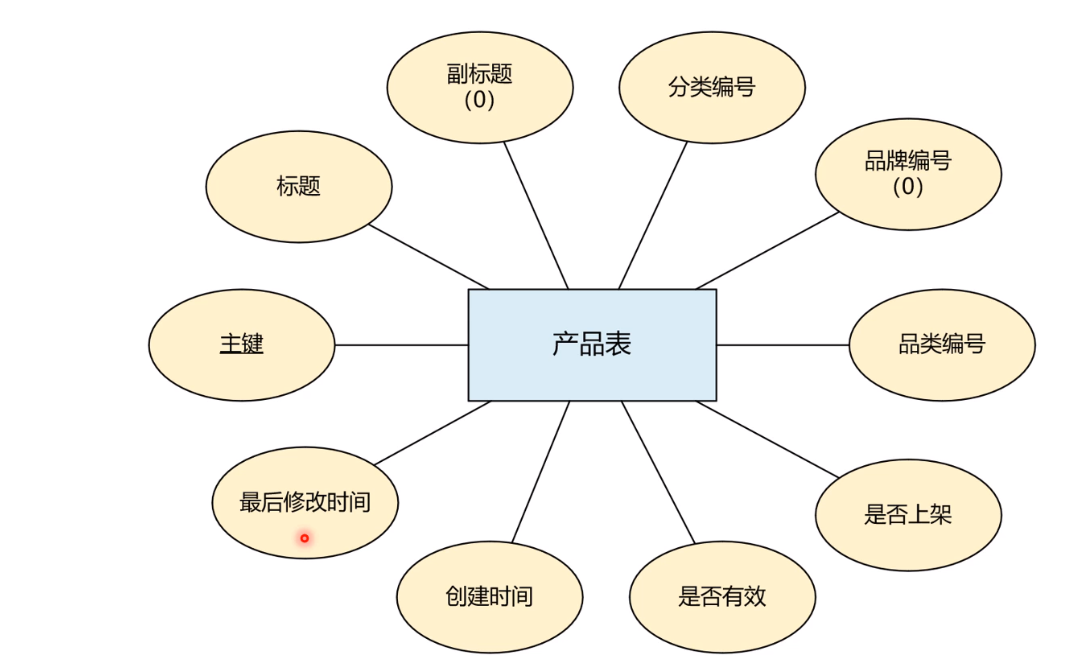 副标题
(0)
分类编号
品牌编号
(0)
标题
主键
产品表
品类编号
最后修改时间
是否上架
创建时间
是否有效